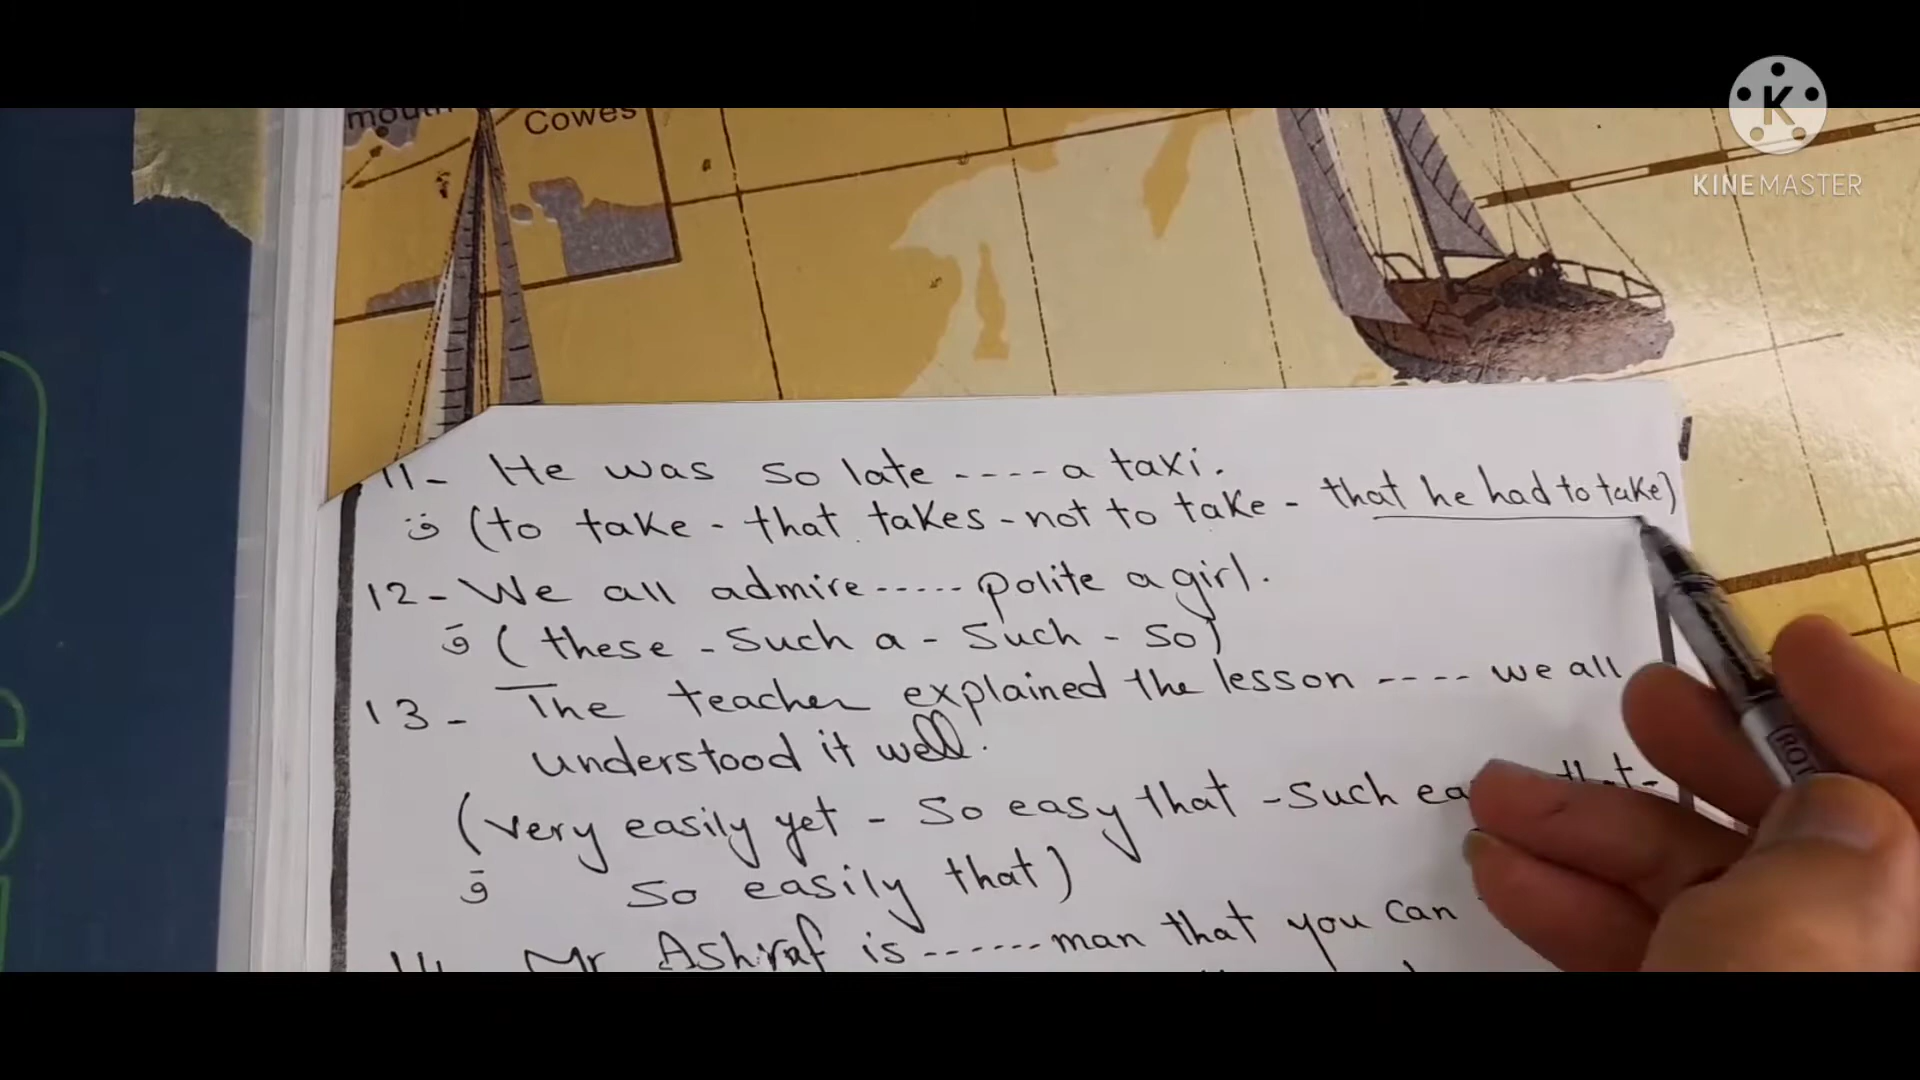 Cowes
KINEMASTER
11- He was so late ---- a taxi.
(to take - that takes - not to take - that he had to take)
12- We all admire ----- polite a girl.
(these - such a - such - so)
13- The teacher explained the lesson ---- we all
understood it well.
(very easily yet - so easy that - such
so easily that)
Mr Ashraf is ------ man that you can